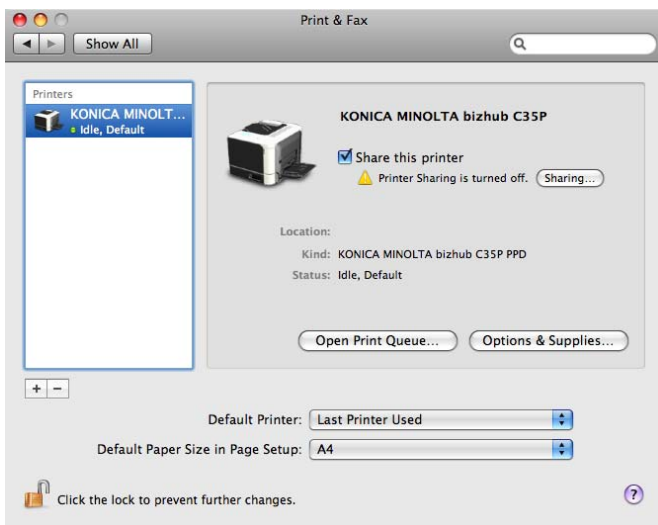 Print & Fax
Show All
Printers
KONICA MINOLT...
Idle, Default
KONICA MINOLTA bizhub C35P
Share this printer
Printer Sharing is turned off. Sharing...
Location:
Kind: KONICA MINOLTA bizhub C35P PPD
Status: Idle, Default
Open Print Queue... Options & Supplies...
+ −
Default Printer: Last Printer Used
Default Paper Size in Page Setup: A4
Click the lock to prevent further changes. ?